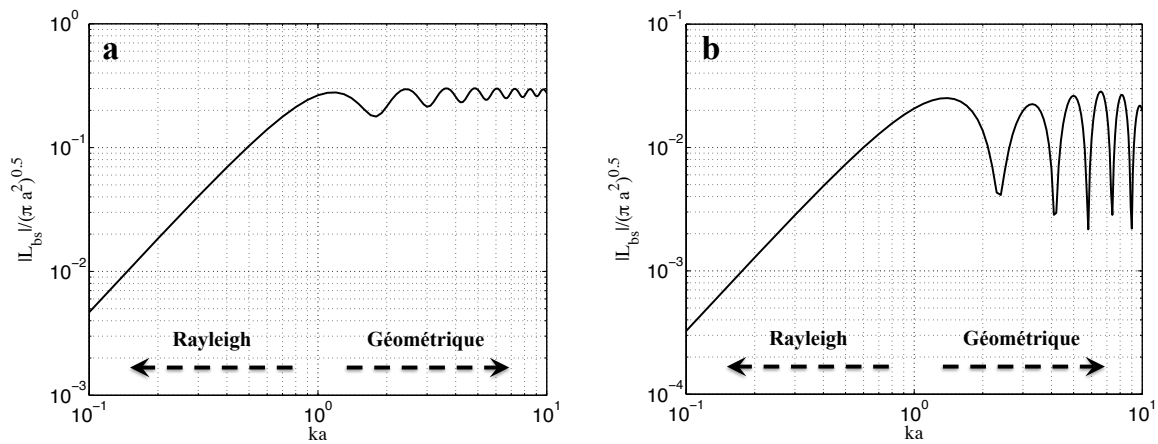 a
10^0
10^-1
10^-2
10^-3
|L_bs|/(π a^2)^0.5
Rayleigh
Géométrique
10^-1
10^0
10^1
ka
b
10^-1
10^-2
10^-3
10^-4
|L_bs|/(π a^2)^0.5
Rayleigh
Géométrique
10^-1
10^0
10^1
ka